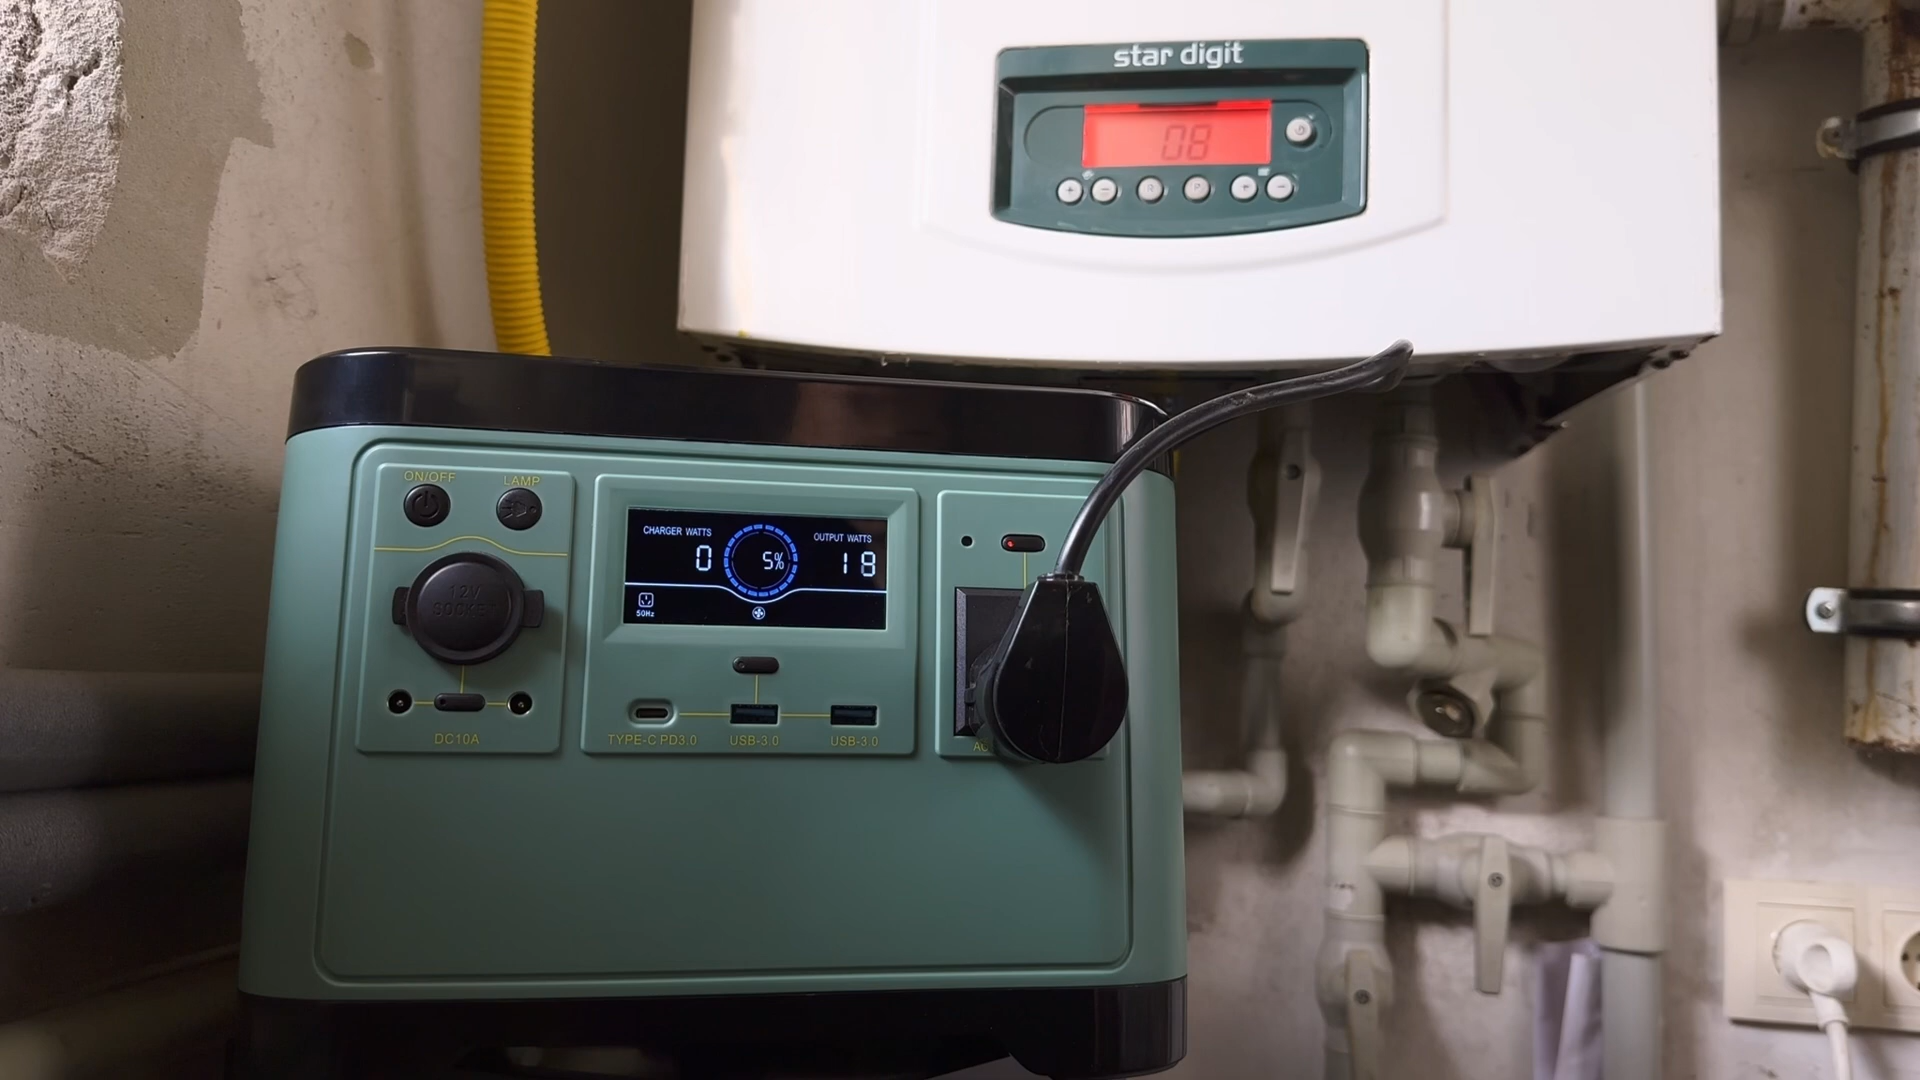 star digit
08
+
−
R
P
+
−
ON/OFF
LAMP
12V
SOCKET
DC10A
CHARGER WATTS
0
5%
OUTPUT WATTS
18
50Hz
TYPE-C PD3.0
USB-3.0
USB-3.0
AC